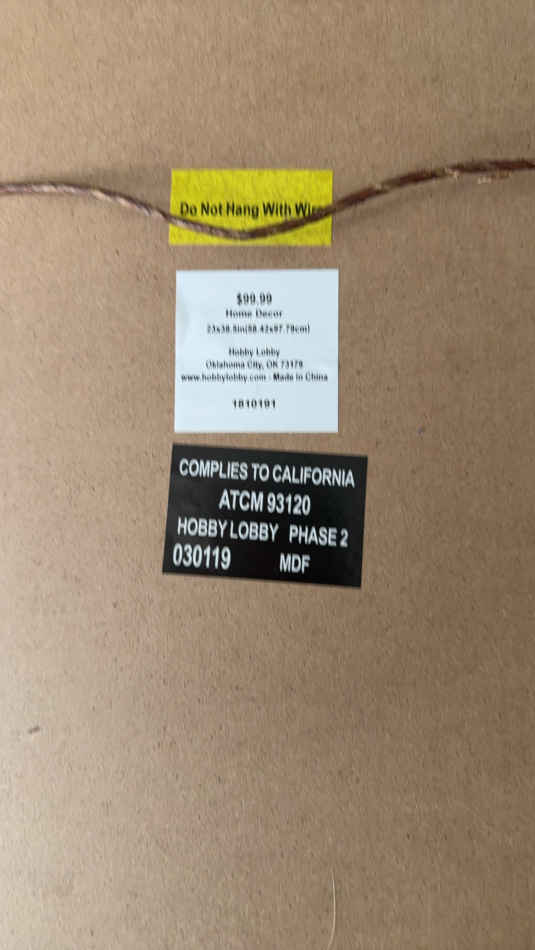 Do Not Hang With Wire
$99.99
Home Decor
23x38.5in(58.42x97.79cm)
Hobby Lobby
Oklahoma City, OK 73179
www.hobbylobby.com - Made in China
1810191
COMPLIES TO CALIFORNIA
ATCM 93120
HOBBY LOBBY PHASE 2
030119 MDF